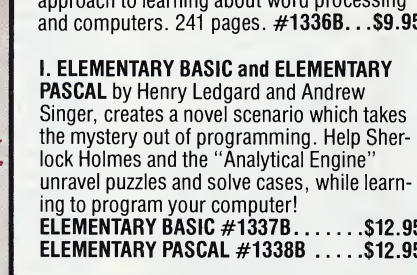 approach to learning about word processing
and computers. 241 pages. #1336B...$9.95
I. ELEMENTARY BASIC and ELEMENTARY
PASCAL by Henry Ledgard and Andrew
Singer, creates a novel scenario which takes
the mystery out of programming. Help Sher-
lock Holmes and the “Analytical Engine”
unravel puzzles and solve cases, while learn-
ing to program your computer!
ELEMENTARY BASIC #1337B.......$12.95
ELEMENTARY PASCAL #1338B .....$12.95